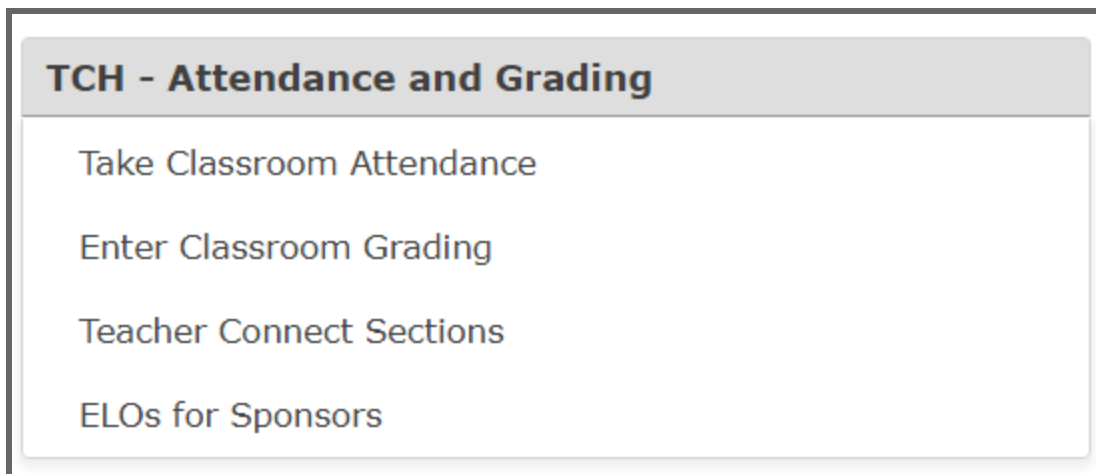 TCH - Attendance and Grading
Take Classroom Attendance
Enter Classroom Grading
Teacher Connect Sections
ELOs for Sponsors